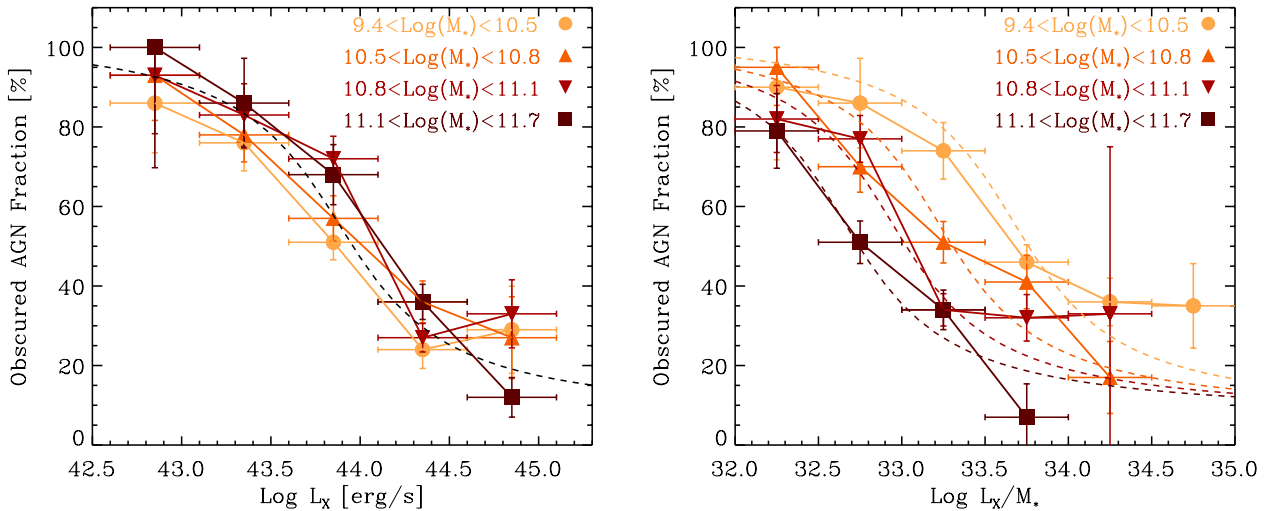 9.4<Log(M*)<10.5
10.5<Log(M*)<10.8
10.8<Log(M*)<11.1
11.1<Log(M*)<11.7
100
80
60
40
20
0
Obscured AGN Fraction [%]
42.5 43.0 43.5 44.0 44.5 45.0
Log LX [erg/s]
9.4<Log(M*)<10.5
10.5<Log(M*)<10.8
10.8<Log(M*)<11.1
11.1<Log(M*)<11.7
100
80
60
40
20
0
Obscured AGN Fraction [%]
32.0 32.5 33.0 33.5 34.0 34.5 35.0
Log LX/M*